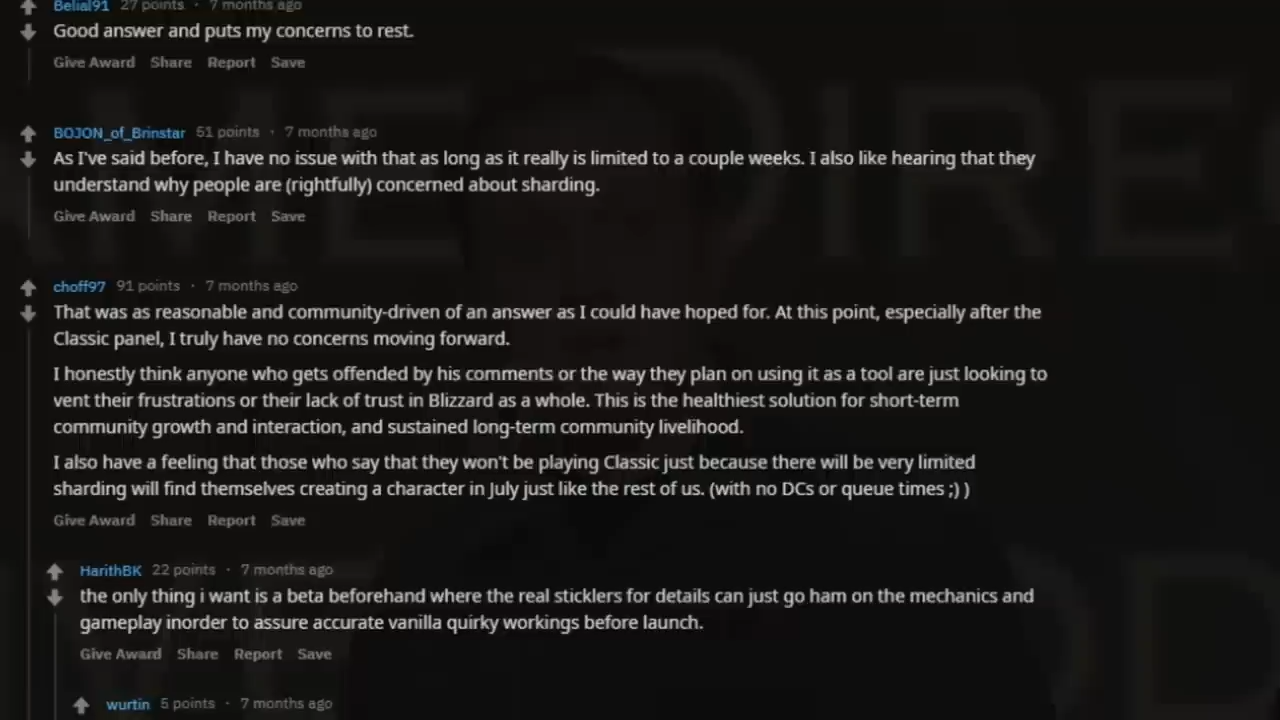 Belial91 27 points · 7 months ago
Good answer and puts my concerns to rest.
Give Award Share Report Save
BOJON_of_Brinstar 51 points · 7 months ago
As I've said before, I have no issue with that as long as it really is limited to a couple weeks. I also like hearing that they
understand why people are (rightfully) concerned about sharding.
Give Award Share Report Save
choff97 91 points · 7 months ago
That was as reasonable and community-driven of an answer as I could have hoped for. At this point, especially after the
Classic panel, I truly have no concerns moving forward.
I honestly think anyone who gets offended by his comments or the way they plan on using it as a tool are just looking to
vent their frustrations or their lack of trust in Blizzard as a whole. This is the healthiest solution for short-term
community growth and interaction, and sustained long-term community livelihood.
I also have a feeling that those who say that they won't be playing Classic just because there will be very limited
sharding will find themselves creating a character in July just like the rest of us. (with no DCs or queue times ;) )
Give Award Share Report Save
HarithBK 22 points · 7 months ago
the only thing i want is a beta beforehand where the real sticklers for details can just go ham on the mechanics and
gameplay inorder to assure accurate vanilla quirky workings before launch.
Give Award Share Report Save
wurtin 5 points · 7 months ago